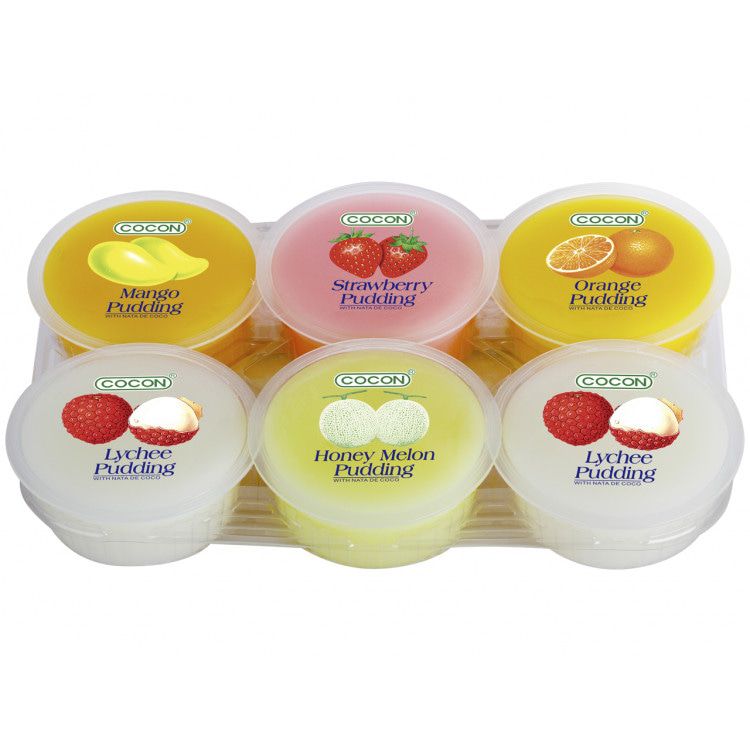 COCON®
Mango
Pudding
WITH NATA DE COCO
COCON®
Strawberry
Pudding
WITH NATA DE COCO
COCON®
Orange
Pudding
WITH NATA DE COCO
COCON®
Lychee
Pudding
WITH NATA DE COCO
COCON®
Honey Melon
Pudding
WITH NATA DE COCO
COCON®
Lychee
Pudding
WITH NATA DE COCO